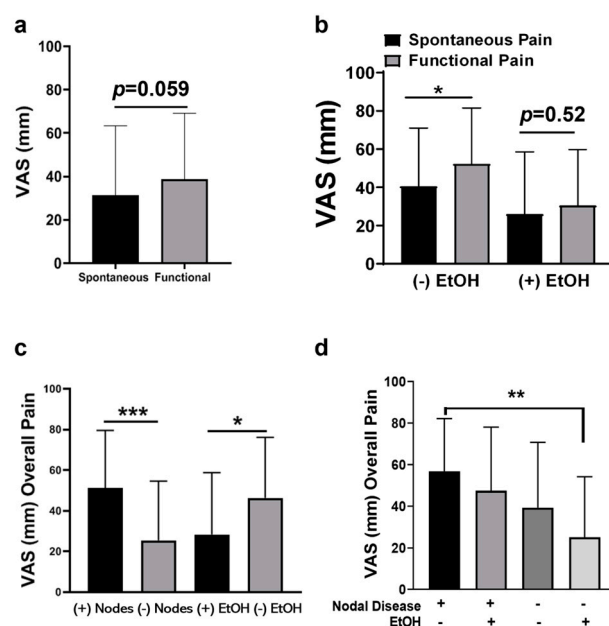 a
VAS (mm)
100
80
60
40
20
0
p=0.059
Spontaneous Functional
b
Spontaneous Pain
Functional Pain
VAS (mm)
100
80
60
40
20
0
*
p=0.52
(-) EtOH (+) EtOH
c
VAS (mm) Overall Pain
100
80
60
40
20
0
***
*
(+) Nodes (-) Nodes (+) EtOH (-) EtOH
d
VAS (mm) Overall Pain
100
80
60
40
20
0
**
Nodal Disease + + - -
EtOH - + - +